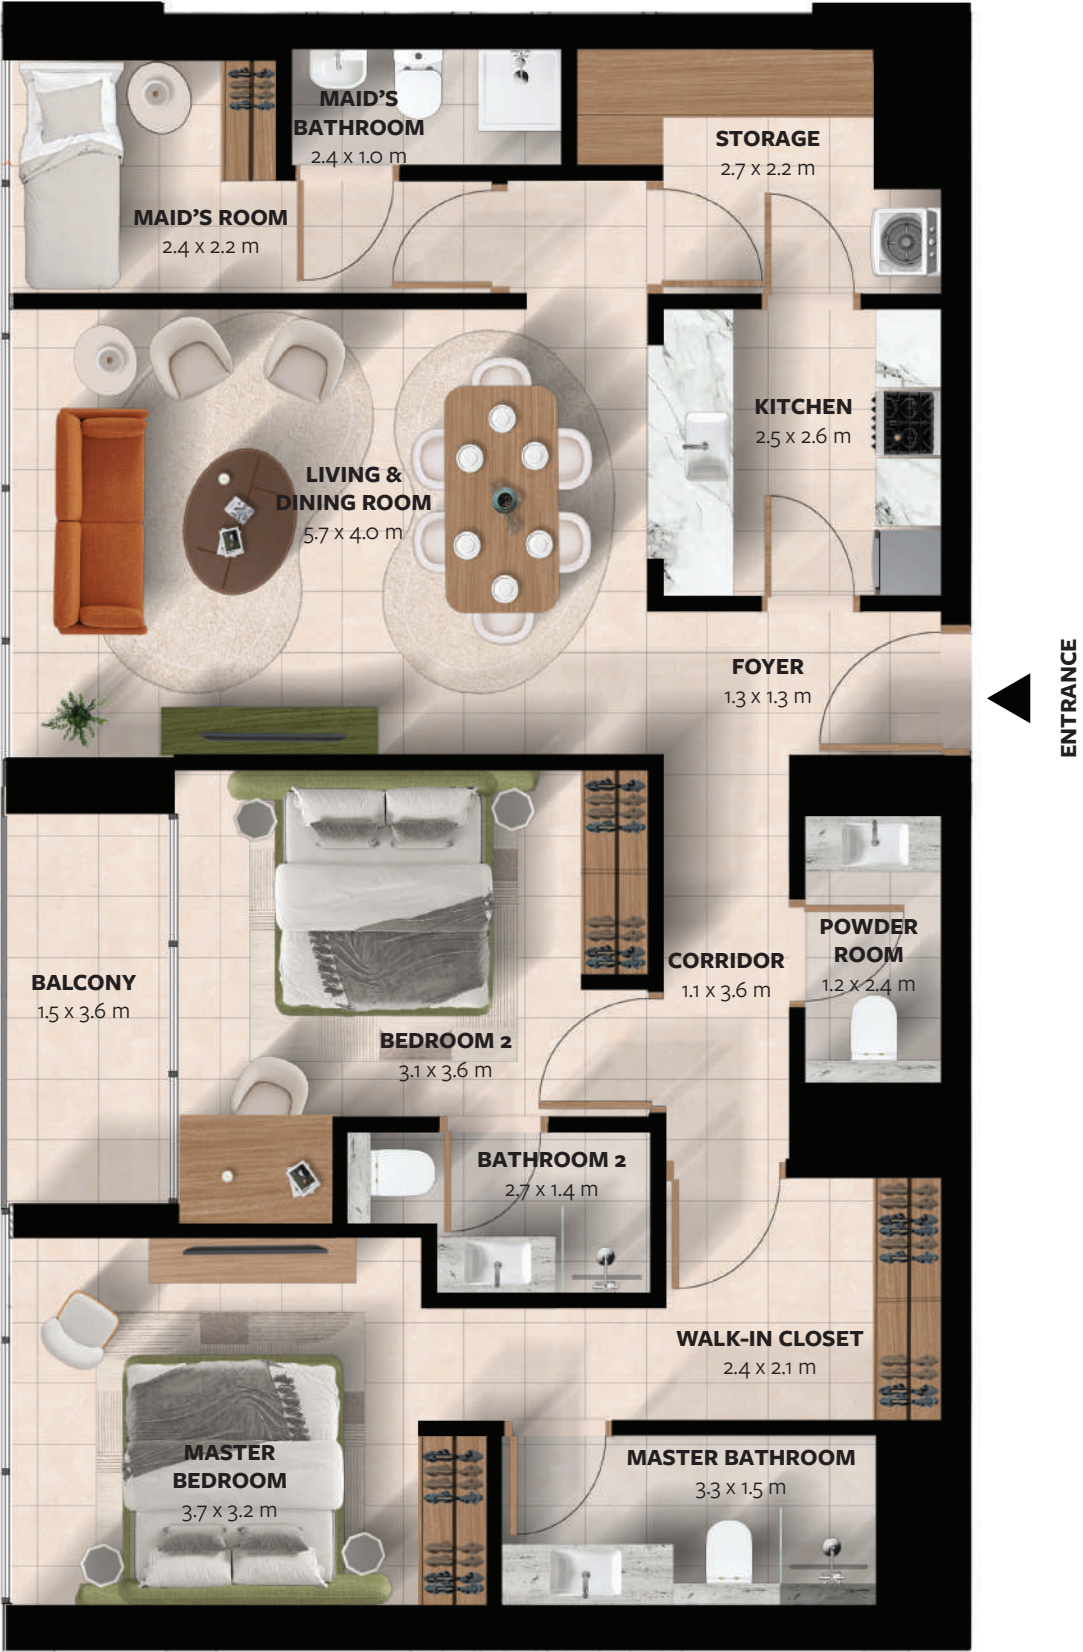 MAID'S
BATHROOM
2.4 x 1.0 m
STORAGE
2.7 x 2.2 m
MAID'S ROOM
2.4 x 2.2 m
KITCHEN
2.5 x 2.6 m
LIVING &
DINING ROOM
5.7 x 4.0 m
FOYER
1.3 x 1.3 m
ENTRANCE
POWDER
ROOM
1.2 x 2.4 m
CORRIDOR
1.1 x 3.6 m
BALCONY
1.5 x 3.6 m
BEDROOM 2
3.1 x 3.6 m
BATHROOM 2
2.7 x 1.4 m
WALK-IN CLOSET
2.4 x 2.1 m
MASTER
BEDROOM
3.7 x 3.2 m
MASTER BATHROOM
3.3 x 1.5 m